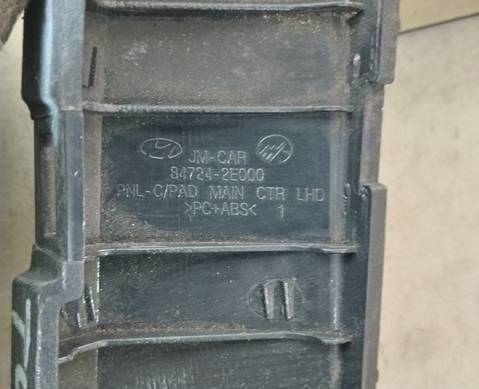 JM-CAR
84724-2E000
PNL-C/PAD MAIN CTR LHD
>PC+ABS< 1